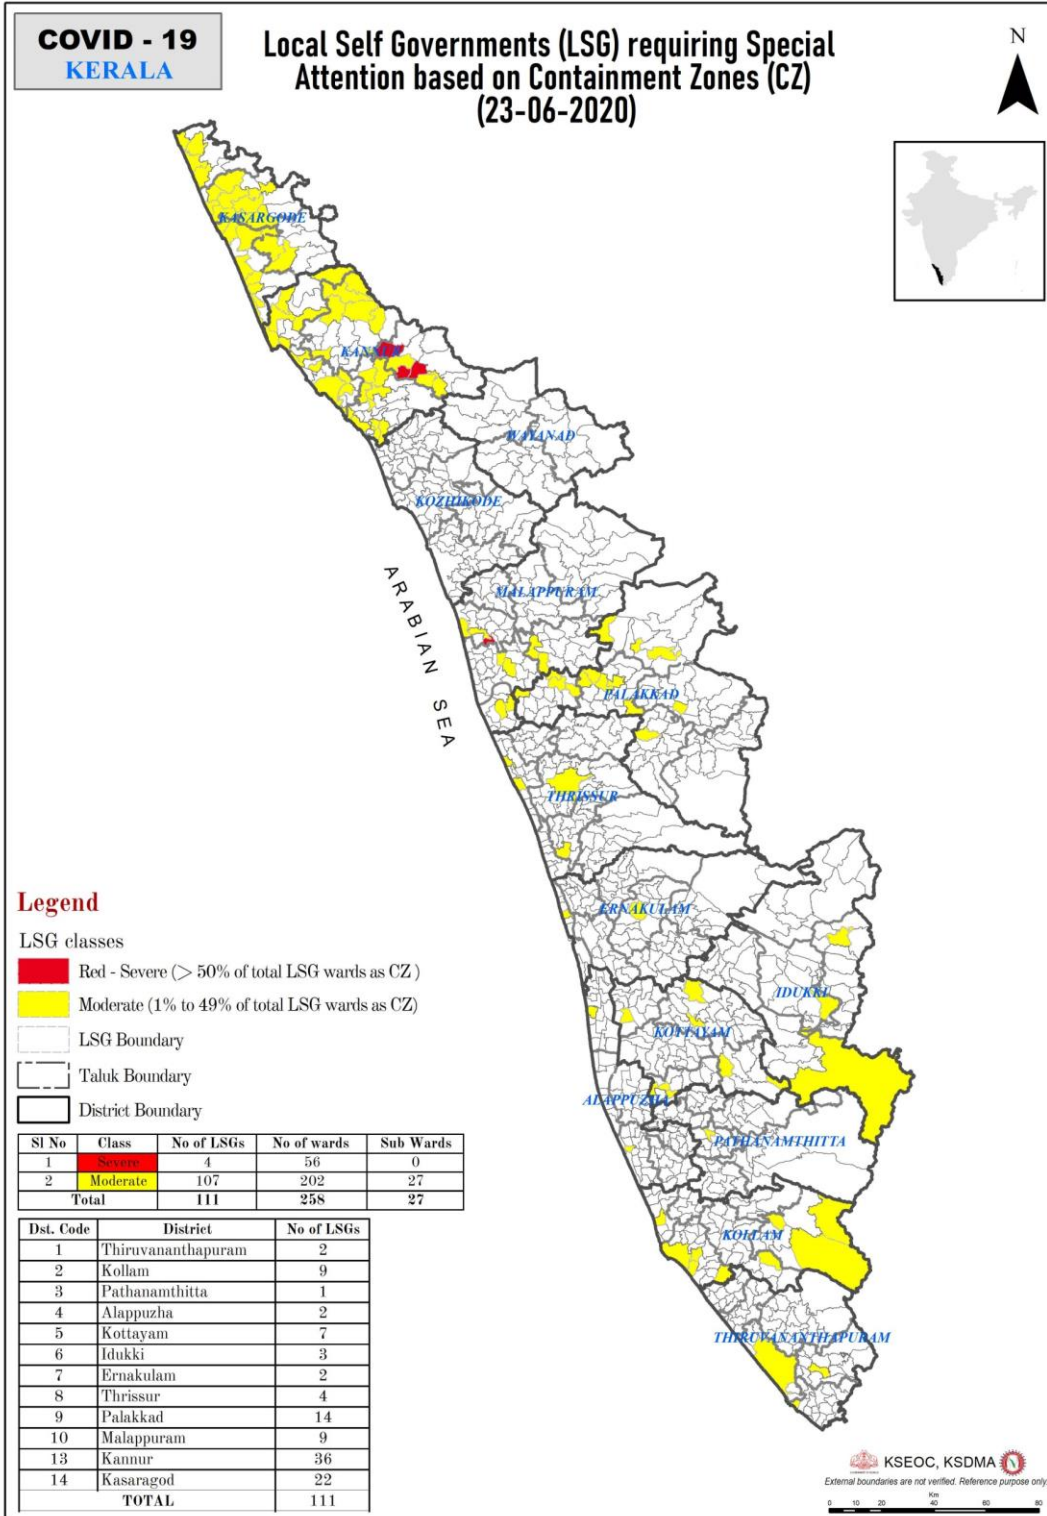 COVID - 19
KERALA
Local Self Governments (LSG) requiring Special
Attention based on Containment Zones (CZ)
(23-06-2020)
N
KASARGODE
KANNUR
WAYANAD
KOZHIKODE
MALAPPURAM
ARABIAN SEA
PALAKKAD
THRISSUR
ERNAKULAM
IDUKKI
KOTTAYAM
ALAPPUZHA
PATHANAMTHITTA
KOLLAM
THIRUVANANTHAPURAM
Legend
LSG classes
Red - Severe (> 50% of total LSG wards as CZ )
Moderate (1% to 49% of total LSG wards as CZ)
LSG Boundary
Taluk Boundary
District Boundary
Sl No Class No of LSGs No of wards Sub Wards
1 Severe 4 56 0
2 Moderate 107 202 27
Total 111 258 27
Dst. Code District No of LSGs
1 Thiruvananthapuram 2
2 Kollam 9
3 Pathanamthitta 1
4 Alappuzha 2
5 Kottayam 7
6 Idukki 3
7 Ernakulam 2
8 Thrissur 4
9 Palakkad 14
10 Malappuram 9
13 Kannur 36
14 Kasaragod 22
TOTAL 111
KSEOC, KSDMA
External boundaries are not verified. Reference purpose only.
Km
0 10 20 40 60 80